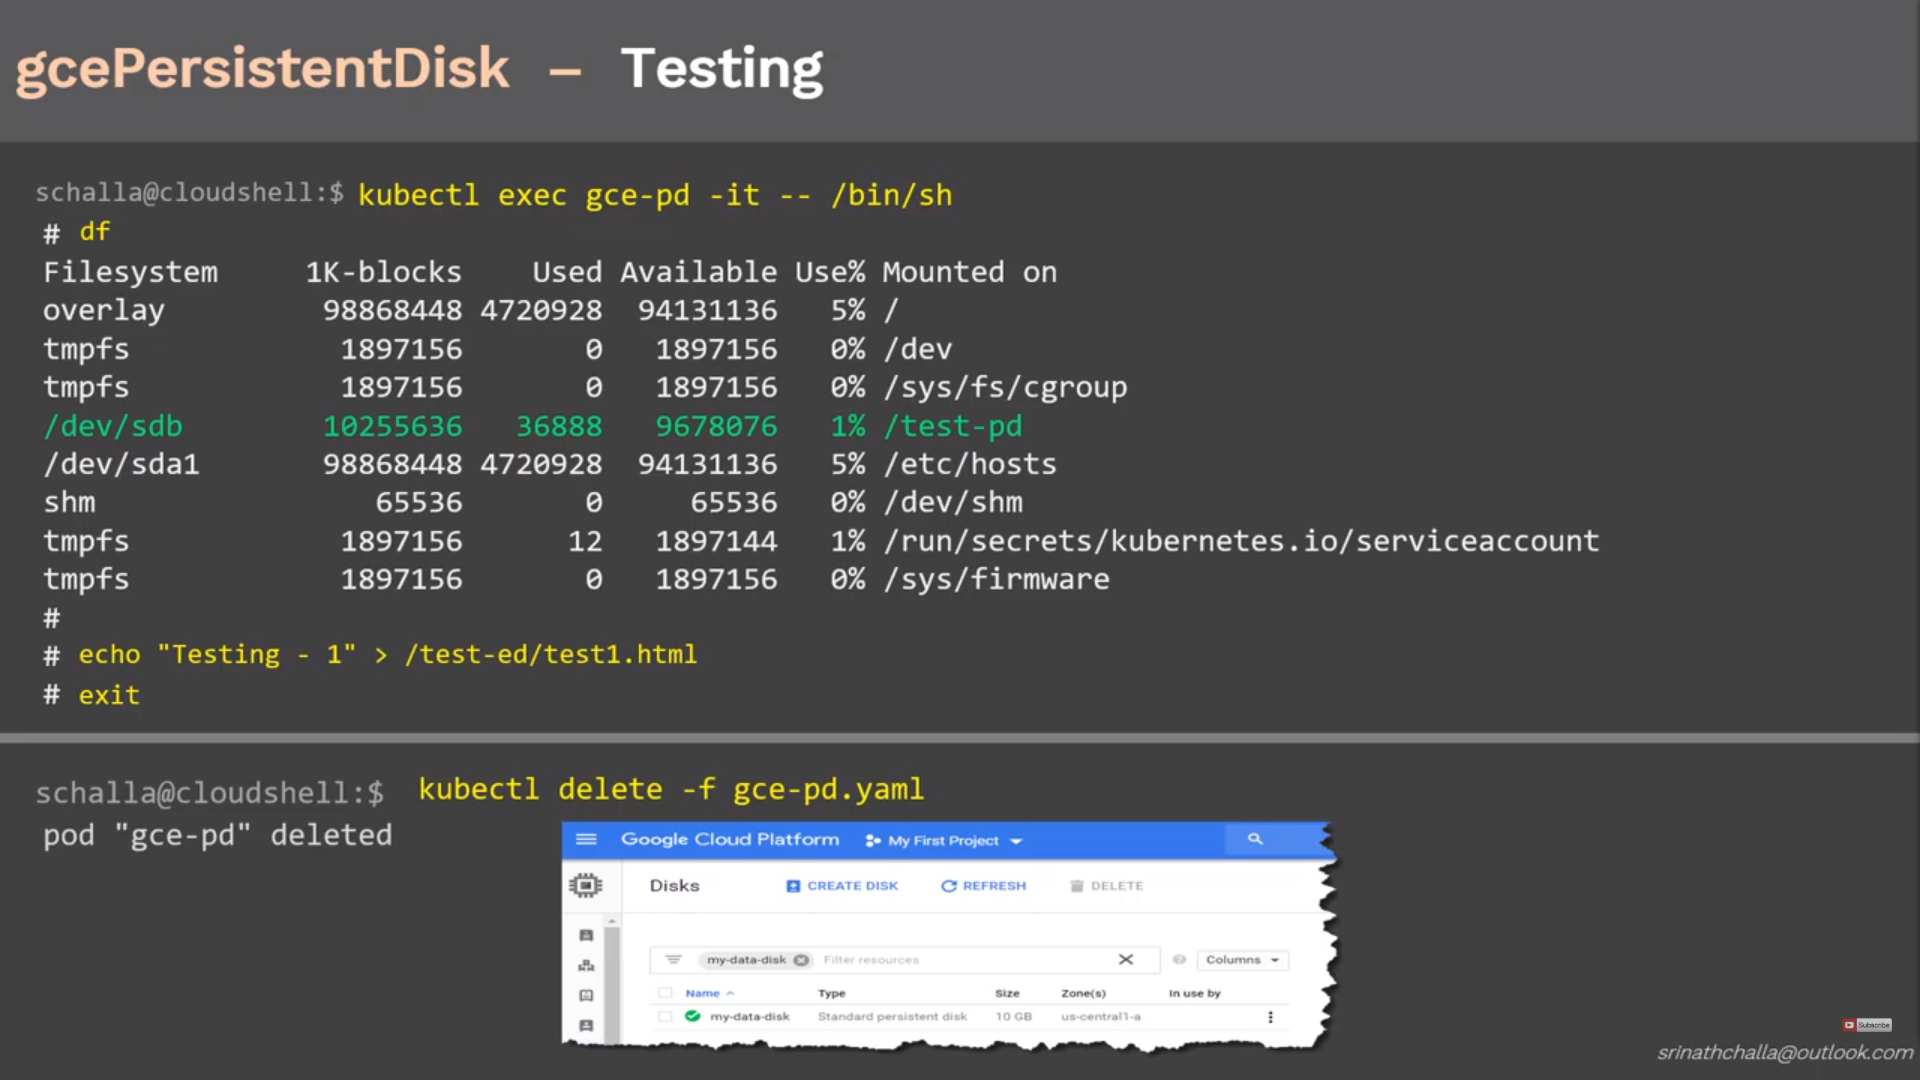 gcePersistentDisk – Testing
schalla@cloudshell:$ kubectl exec gce-pd -it -- /bin/sh
# df
Filesystem 1K-blocks Used Available Use% Mounted on
overlay 98868448 4720928 94131136 5% /
tmpfs 1897156 0 1897156 0% /dev
tmpfs 1897156 0 1897156 0% /sys/fs/cgroup
/dev/sdb 10255636 36888 9678076 1% /test-pd
/dev/sda1 98868448 4720928 94131136 5% /etc/hosts
shm 65536 0 65536 0% /dev/shm
tmpfs 1897156 12 1897144 1% /run/secrets/kubernetes.io/serviceaccount
tmpfs 1897156 0 1897156 0% /sys/firmware
#
# echo "Testing - 1" > /test-ed/test1.html
# exit
schalla@cloudshell:$ kubectl delete -f gce-pd.yaml
pod "gce-pd" deleted
Google Cloud Platform My First Project
Disks CREATE DISK REFRESH DELETE
my-data-disk Filter resources Columns
Name Type Size Zone(s) In use by
my-data-disk Standard persistent disk 10 GB us-central1-a
Subscribe
srinathchalla@outlook.com